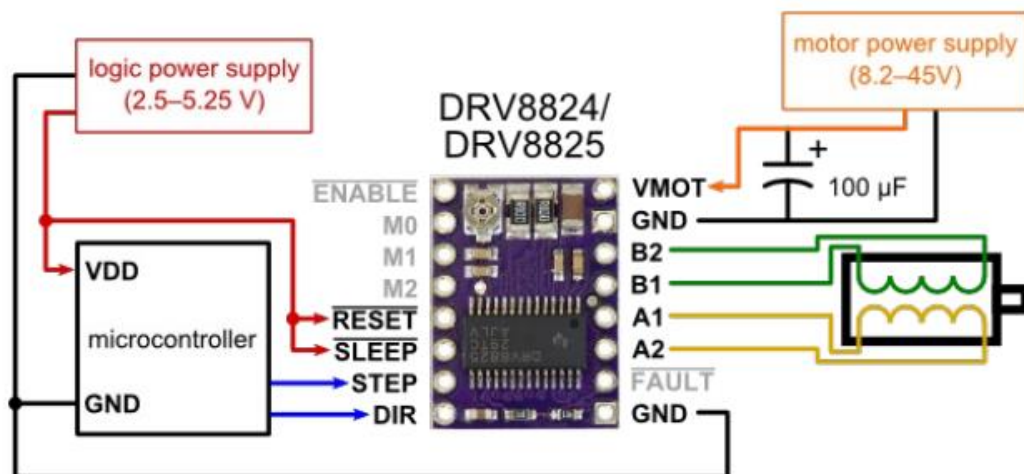 logic power supply
(2.5–5.25 V)
motor power supply
(8.2–45V)
DRV8824/
DRV8825
ENABLE
M0
M1
M2
RESET
SLEEP
STEP
DIR
VDD
microcontroller
GND
VMOT
GND
B2
B1
A1
A2
FAULT
GND
+
100 µF